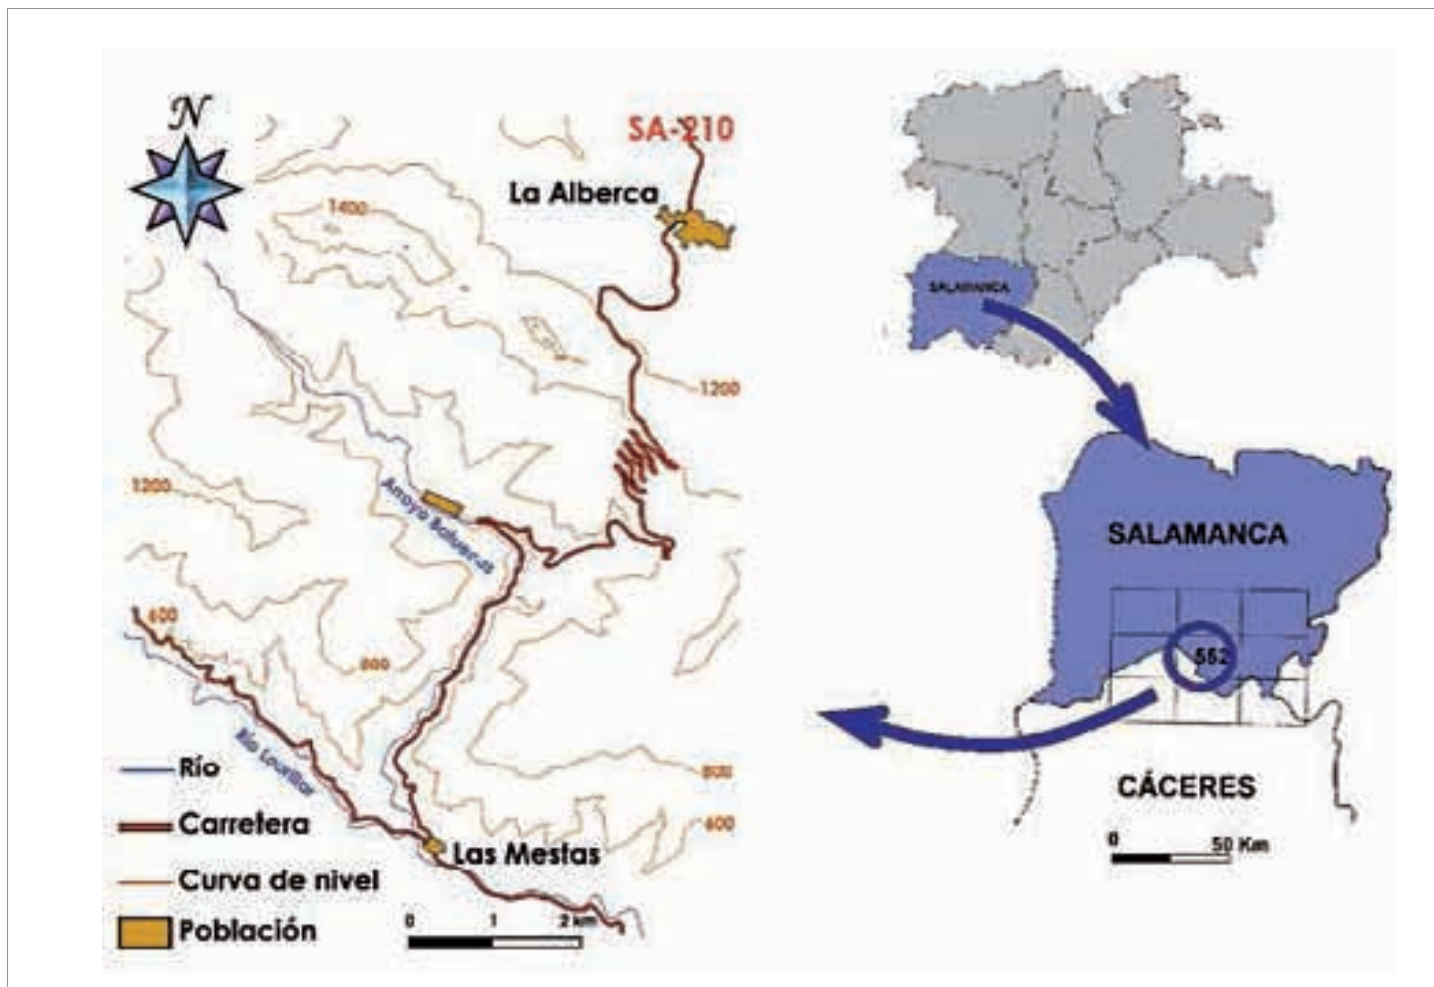 N
SA-210
La Alberca
1400
1200
1200
Arroyo
600
800
Río
800
600
Río
Carretera
Las Mestas
Curva de nivel
Población
0 1 2 km
SALAMANCA
SALAMANCA
552
CÁCERES
0 50 Km